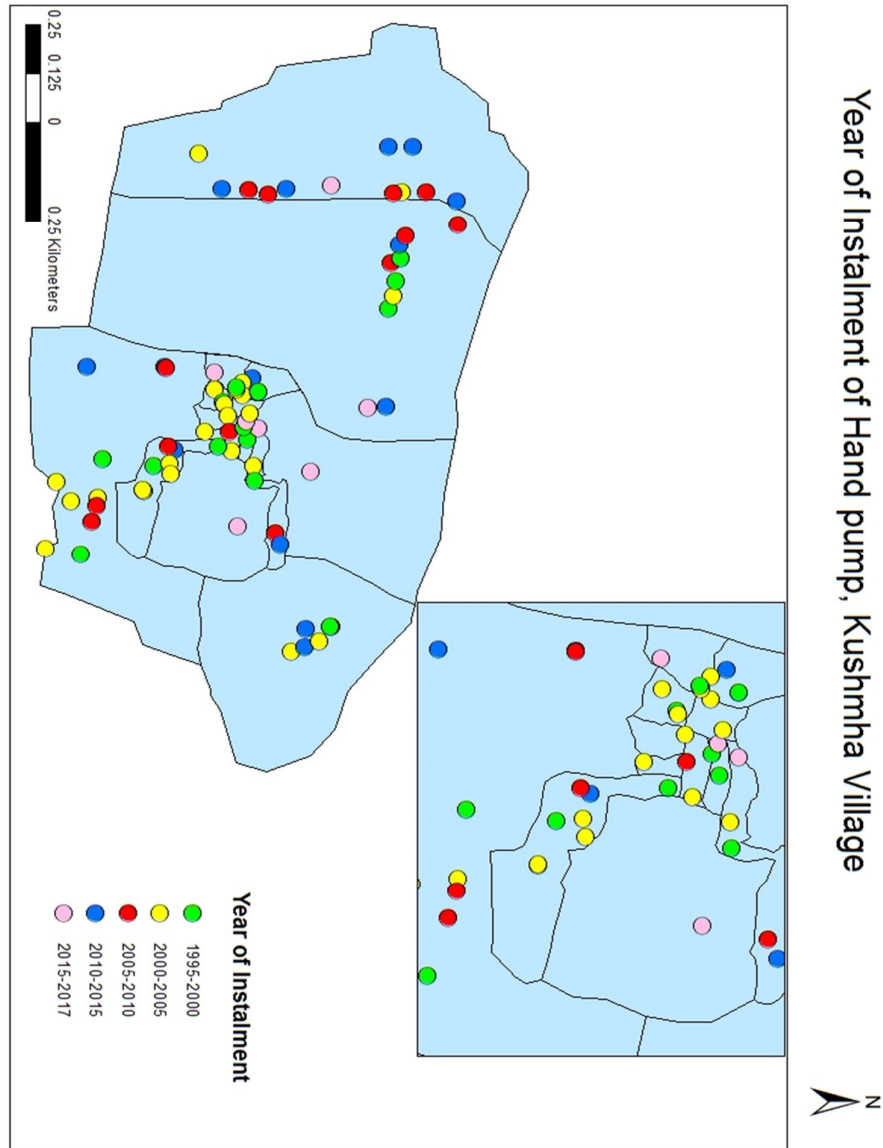 Year of Instalment of Hand pump, Kushmha Village
N
Year of Instalment
1995-2000
2000-2005
2005-2010
2010-2015
2015-2017
0.25 0.125 0 0.25 Kilometers